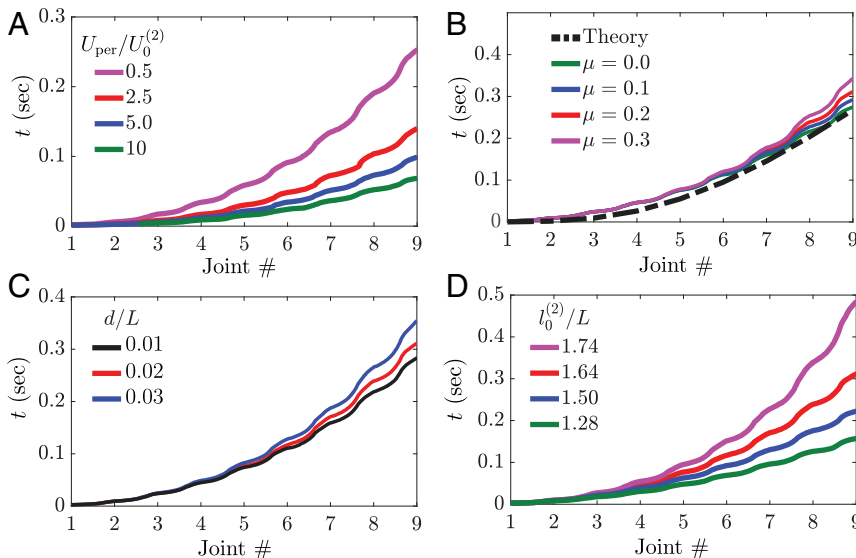 A
U_per/U_0^(2)
0.5
2.5
5.0
10
t (sec)
0.3
0.2
0.1
0
1 2 3 4 5 6 7 8 9
Joint #
B
Theory
μ = 0.0
μ = 0.1
μ = 0.2
μ = 0.3
t (sec)
0.4
0.3
0.2
0.1
0
1 2 3 4 5 6 7 8 9
Joint #
C
d/L
0.01
0.02
0.03
t (sec)
0.4
0.3
0.2
0.1
0
1 2 3 4 5 6 7 8 9
Joint #
D
l_0^(2)/L
1.74
1.64
1.50
1.28
t (sec)
0.5
0.4
0.3
0.2
0.1
0
1 2 3 4 5 6 7 8 9
Joint #